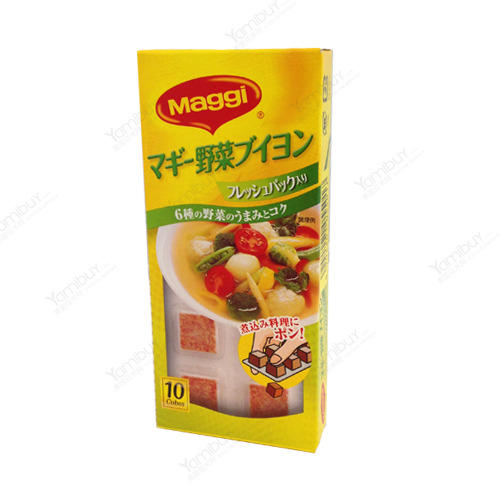 Maggi
®
マギー野菜ブイヨン
フレッシュパック入り
6種の野菜のうまみとコク
調理例
煮込み料理に
ポン!
10
Cubes
Yamibuy